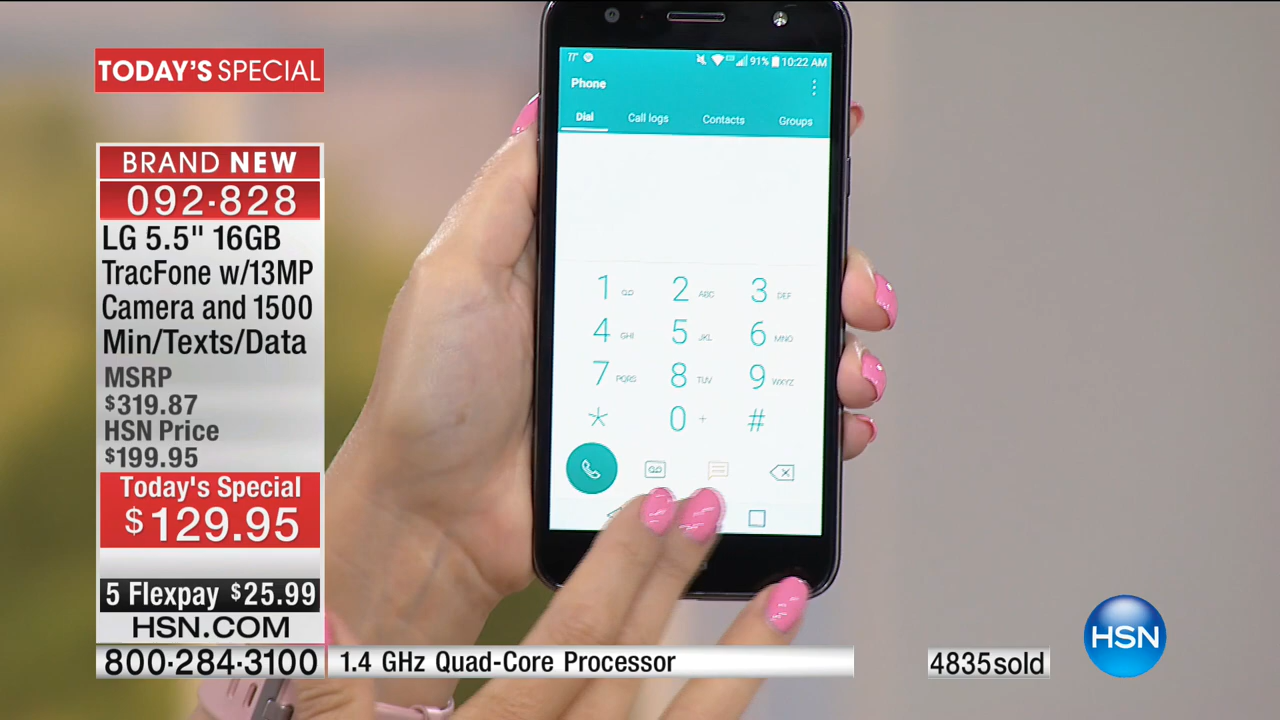 TODAY'S SPECIAL
BRAND NEW
092-828
LG 5.5" 16GB
TracFone w/13MP
Camera and 1500
Min/Texts/Data
MSRP
$319.87
HSN Price
$199.95
Today's Special
$129.95
5 Flexpay $25.99
HSN.COM
800-284-3100
1.4 GHz Quad-Core Processor
4835sold
HSN
77° 91% 10:22 AM
Phone
Dial Call logs Contacts Groups
1 2 ABC 3 DEF
4 GHI 5 JKL 6 MNO
7 PQRS 8 TUV 9 WXYZ
* 0 + #